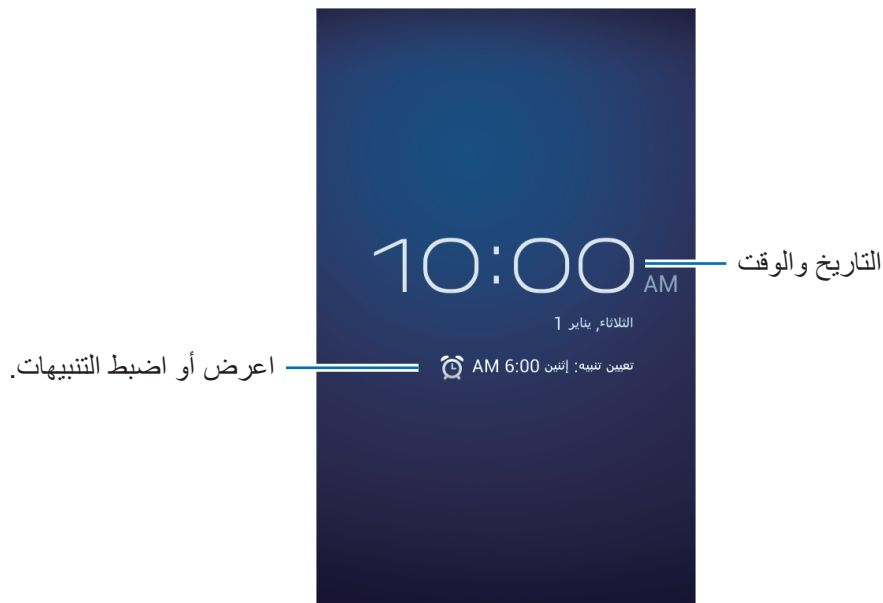 10:00 AM
التاريخ والوقت
الثلاثاء, يناير 1
تعيين تنبيه: إثنين 6:00 AM
اعرض أو اضبط التنبيهات.